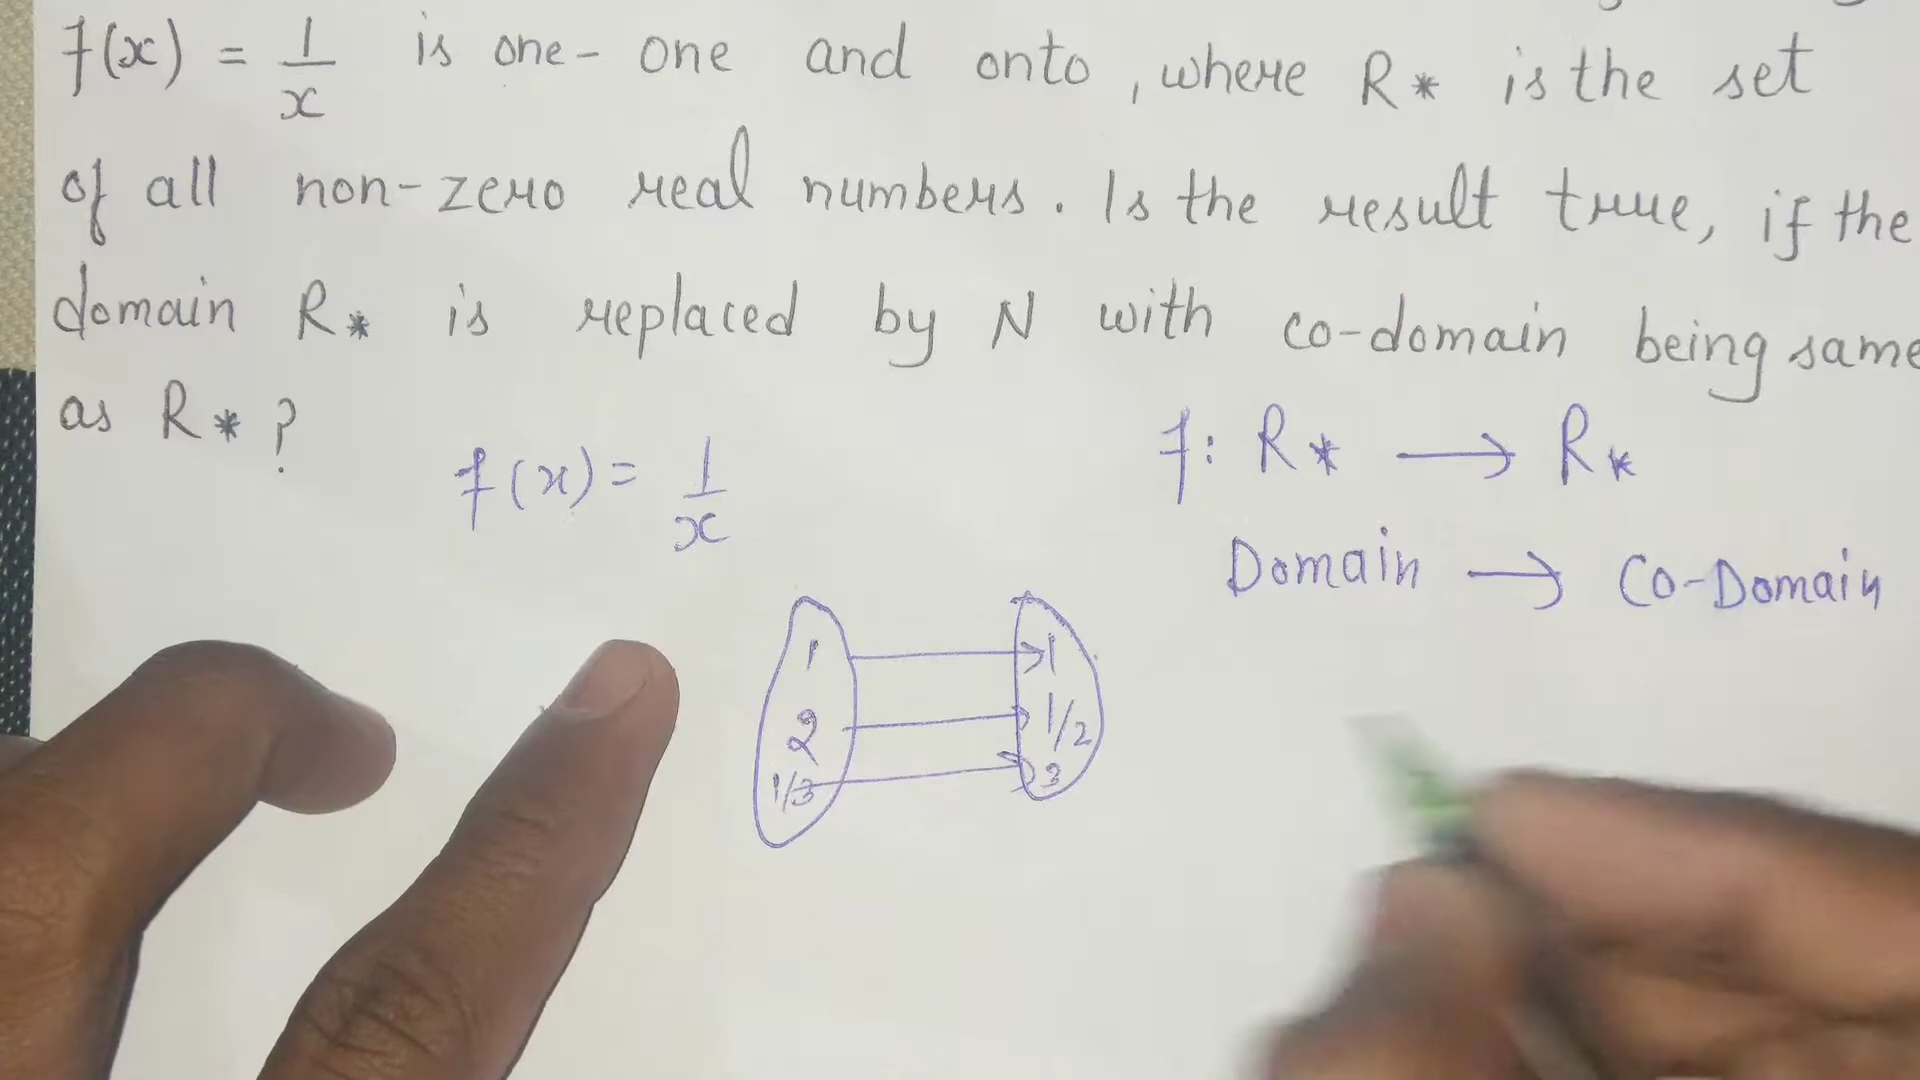 f(x) = 1/x is one-one and onto, where R* is the set
of all non-zero real numbers. Is the result true, if the
domain R* is replaced by N with co-domain being same
as R*?
f: R* → R*
f(x) = 1/x
Domain → Co-Domain
1 → 1
2 → 1/2
1/3 → 3